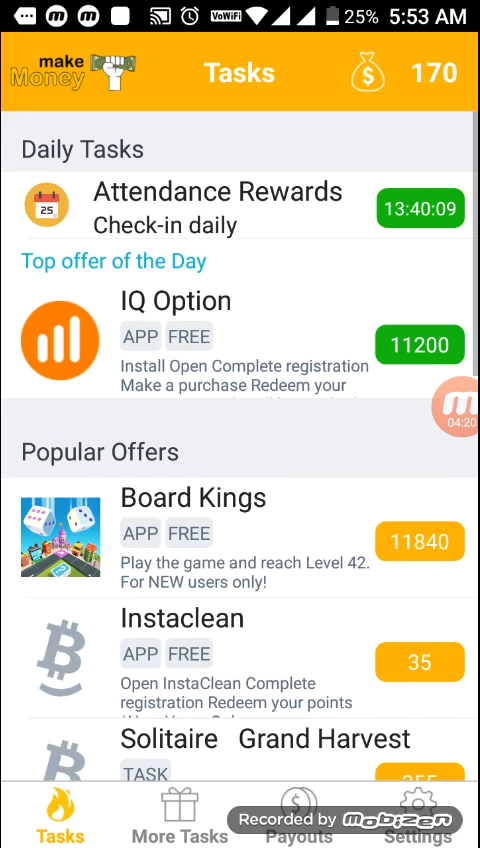 VoWiFi 25% 5:53 AM
make
Money
Tasks
170
Daily Tasks
25
Attendance Rewards
Check-in daily
13:40:09
Top offer of the Day
IQ Option
APP FREE
11200
Install Open Complete registration
Make a purchase Redeem your
04:20
Popular Offers
Board Kings
APP FREE
11840
Play the game and reach Level 42.
For NEW users only!
Instaclean
APP FREE
35
Open InstaClean Complete
registration Redeem your points
Solitaire Grand Harvest
TASK
Recorded by Mobizen
Tasks More Tasks Payouts Settings